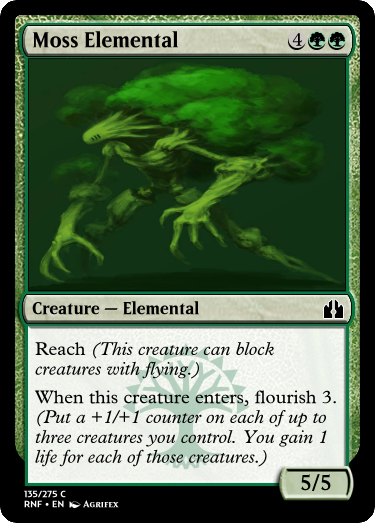 Moss Elemental 4
Creature — Elemental
Reach (This creature can block
creatures with flying.)
When this creature enters, flourish 3.
(Put a +1/+1 counter on each of up to
three creatures you control. You gain 1
life for each of those creatures.)
5/5
135/275 C
RNF • EN Agrifex